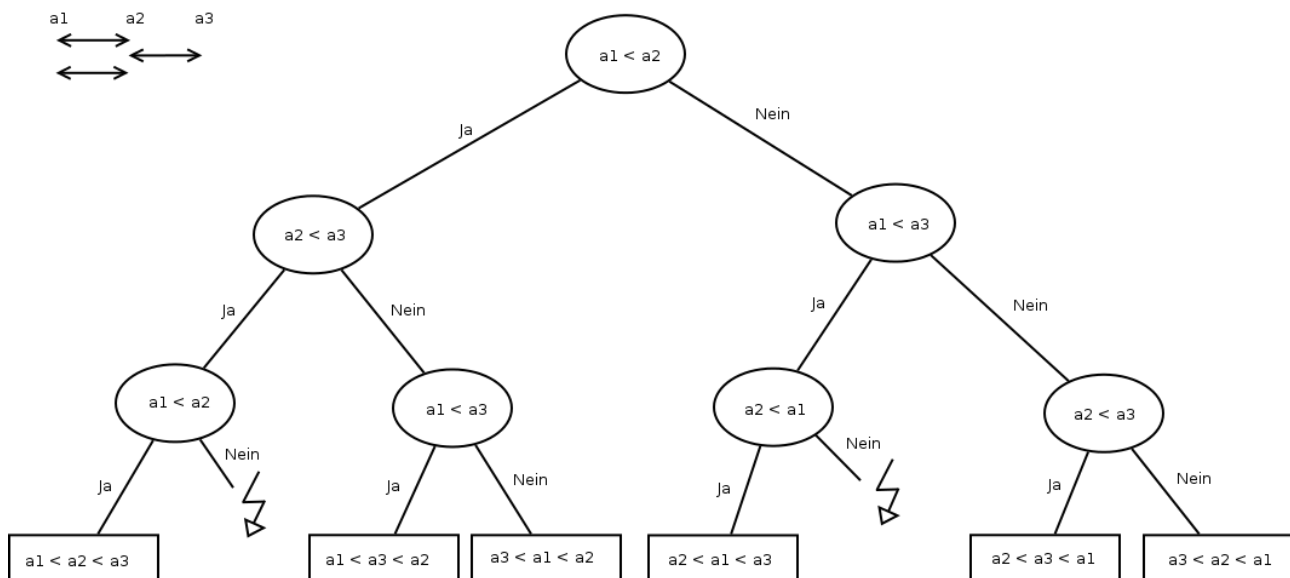 a1 a2 a3
a1 < a2
Ja Nein
a2 < a3 a1 < a3
Ja Nein Ja Nein
a1 < a2 a1 < a3 a2 < a1 a2 < a3
Ja Nein Ja Nein Ja Nein Ja Nein
a1 < a2 < a3 a1 < a3 < a2 a3 < a1 < a2 a2 < a1 < a3 a2 < a3 < a1 a3 < a2 < a1